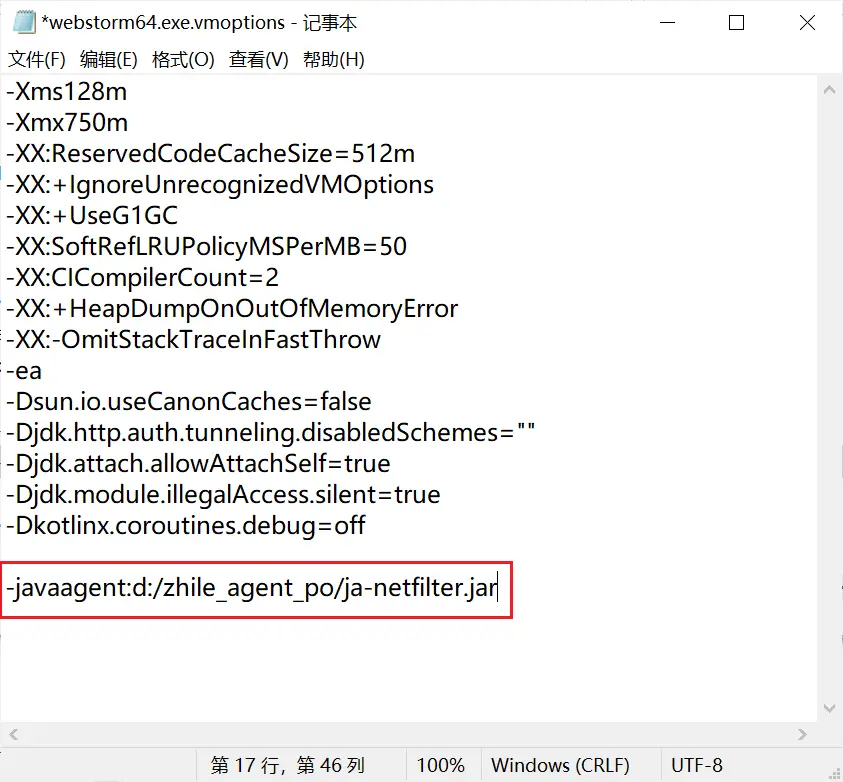 *webstorm64.exe.vmoptions - 记事本
文件(F) 编辑(E) 格式(O) 查看(V) 帮助(H)
-Xms128m
-Xmx750m
-XX:ReservedCodeCacheSize=512m
-XX:+IgnoreUnrecognizedVMOptions
-XX:+UseG1GC
-XX:SoftRefLRUPolicyMSPerMB=50
-XX:CICompilerCount=2
-XX:+HeapDumpOnOutOfMemoryError
-XX:-OmitStackTraceInFastThrow
-ea
-Dsun.io.useCanonCaches=false
-Djdk.http.auth.tunneling.disabledSchemes=""
-Djdk.attach.allowAttachSelf=true
-Djdk.module.illegalAccess.silent=true
-Dkotlinx.coroutines.debug=off
-javaagent:d:/zhile_agent_po/ja-netfilter.jar
第 17 行，第 46 列 100% Windows (CRLF) UTF-8